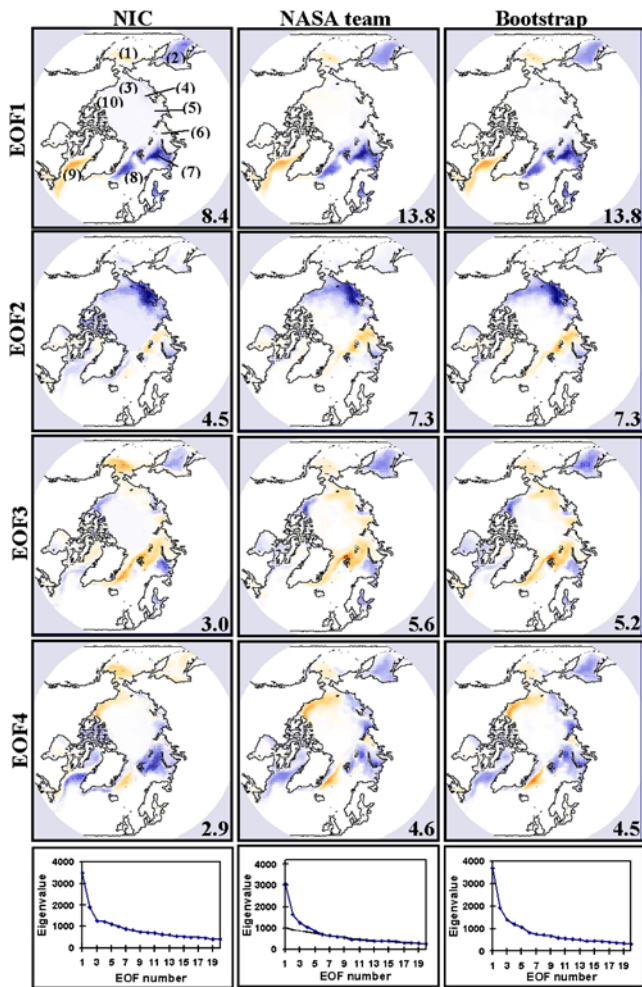 NIC NASA team Bootstrap
EOF1
(1)
(2)
(3)
(4)
(10)
(5)
(6)
(7)
(9)
(8)
8.4 13.8 13.8
EOF2
4.5 7.3 7.3
EOF3
3.0 5.6 5.2
EOF4
2.9 4.6 4.5
Eigenvalue
4000
3000
2000
1000
0
1 3 5 7 9 11 13 15 17 19
EOF number
Eigenvalue
4000
3000
2000
1000
0
1 3 5 7 9 11 13 15 17 19
EOF number
Eigenvalue
4000
3000
2000
1000
0
1 3 5 7 9 11 13 15 17 19
EOF number